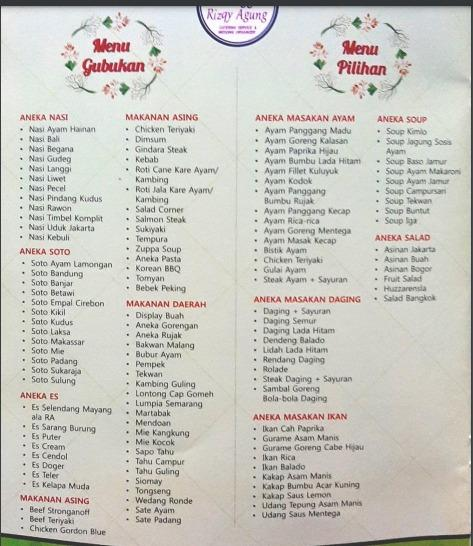 Rizqy Agung
CATERING SERVICE &
WEDDING ORGANIZER
Menu
Gubukan
ANEKA NASI
Nasi Ayam Hainan
Nasi Bali
Nasi Begana
Nasi Gudeg
Nasi Langgi
Nasi Liwet
Nasi Pecel
Nasi Pindang Kudus
Nasi Rawon
Nasi Timbel Komplit
Nasi Uduk Jakarta
Nasi Kebuli
ANEKA SOTO
Soto Ayam Lamongan
Soto Bandung
Soto Banjar
Soto Betawi
Soto Empal Cirebon
Soto Kikil
Soto Kudus
Soto Laksa
Soto Makassar
Soto Mie
Soto Padang
Soto Sukaraja
Soto Sulung
ANEKA ES
Es Selendang Mayang
ala RA
Es Sarang Burung
Es Puter
Es Cream
Es Cendol
Es Doger
Es Teler
Es Kelapa Muda
MAKANAN ASING
Beef Stronganoff
Beef Teriyaki
Chicken Gordon Blue
MAKANAN ASING
Chicken Teriyaki
Dimsum
Gindara Steak
Kebab
Roti Cane Kare Ayam/
Kambing
Roti Jala Kare Ayam/
Kambing
Salad Corner
Salmon Steak
Sukiyaki
Tempura
Zuppa Soup
Aneka Pasta
Korean BBQ
Tomyan
Bebek Peking
MAKANAN DAERAH
Display Buah
Aneka Gorengan
Aneka Rujak
Bakwan Malang
Bubur Ayam
Pempek
Tekwan
Kambing Guling
Lontong Cap Gomeh
Lumpia Semarang
Martabak
Mendoan
Mie Kangkung
Mie Kocok
Sapo Tahu
Tahu Campur
Tahu Guling
Siomay
Tongseng
Wedang Ronde
Sate Ayam
Sate Padang
Menu
Pilihan
ANEKA MASAKAN AYAM
Ayam Panggang Madu
Ayam Goreng Kalasan
Ayam Paprika Hijau
Ayam Bumbu Lada Hitam
Ayam Fillet Kuluyuk
Ayam Kodok
Ayam Panggang
Bumbu Rujak
Ayam Panggang Kecap
Ayam Rica-rica
Ayam Goreng Mentega
Ayam Masak Kecap
Bistik Ayam
Chicken Teriyaki
Gulai Ayam
Steak Ayam + Sayuran
ANEKA MASAKAN DAGING
Daging + Sayuran
Daging Semur
Daging Lada Hitam
Dendeng Balado
Lidah Lada Hitam
Rendang Daging
Rolade
Steak Daging + Sayuran
Sambal Goreng
Bola-bola Daging
ANEKA MASAKAN IKAN
Ikan Cah Paprika
Gurame Asam Manis
Gurame Goreng Cabe Hijau
Ikan Rica
Ikan Balado
Kakap Asam Manis
Kakap Bumbu Acar Kuning
Kakap Saus Lemon
Udang Tepung Asam Manis
Udang Saus Mentega
ANEKA SOUP
Soup Kimlo
Soup Jagung Sosis
Ayam
Soup Baso Jamur
Soup Ayam Makaroni
Soup Ayam Jamur
Soup Campursari
Soup Tekwan
Soup Buntut
Soup Iga
ANEKA SALAD
Asinan Jakarta
Asinan Buah
Asinan Bogor
Fruit Salad
Huzzarensla
Salad Bangkok